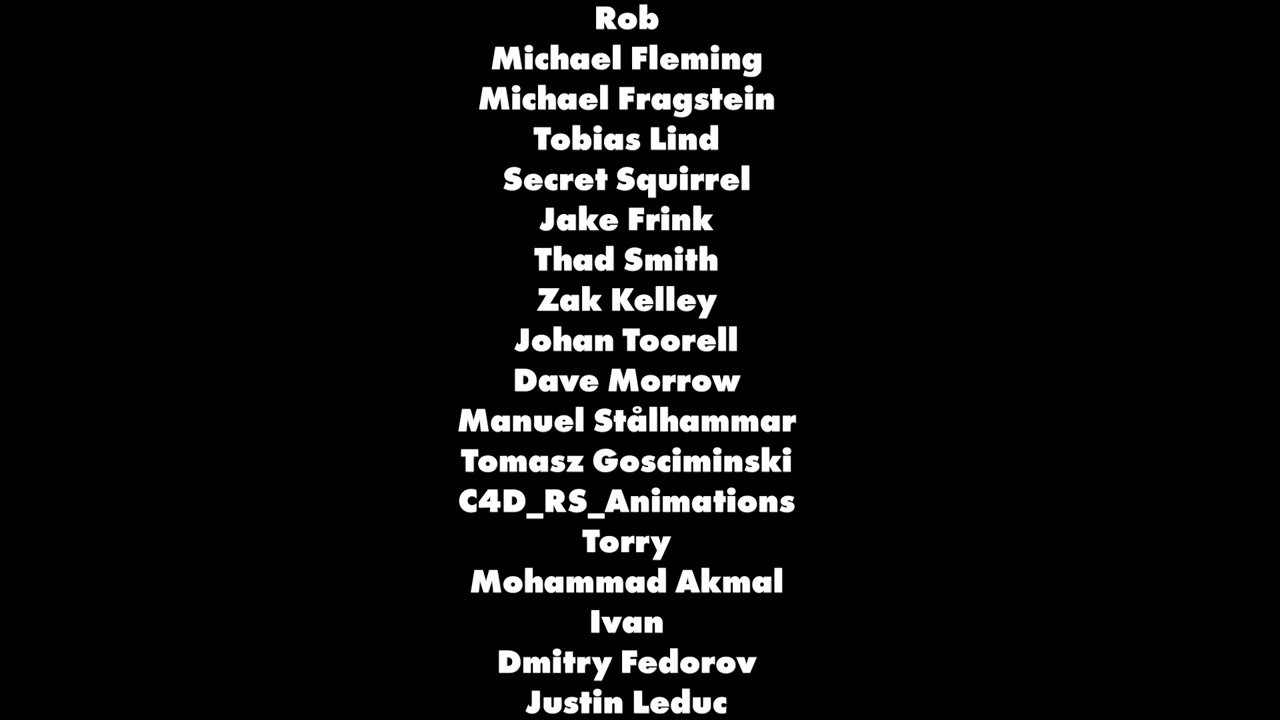 Rob
Michael Fleming
Michael Fragstein
Tobias Lind
Secret Squirrel
Jake Frink
Thad Smith
Zak Kelley
Johan Toorell
Dave Morrow
Manuel Stålhammar
Tomasz Gosciminski
C4D_RS_Animations
Torry
Mohammad Akmal
Ivan
Dmitry Fedorov
Justin Leduc